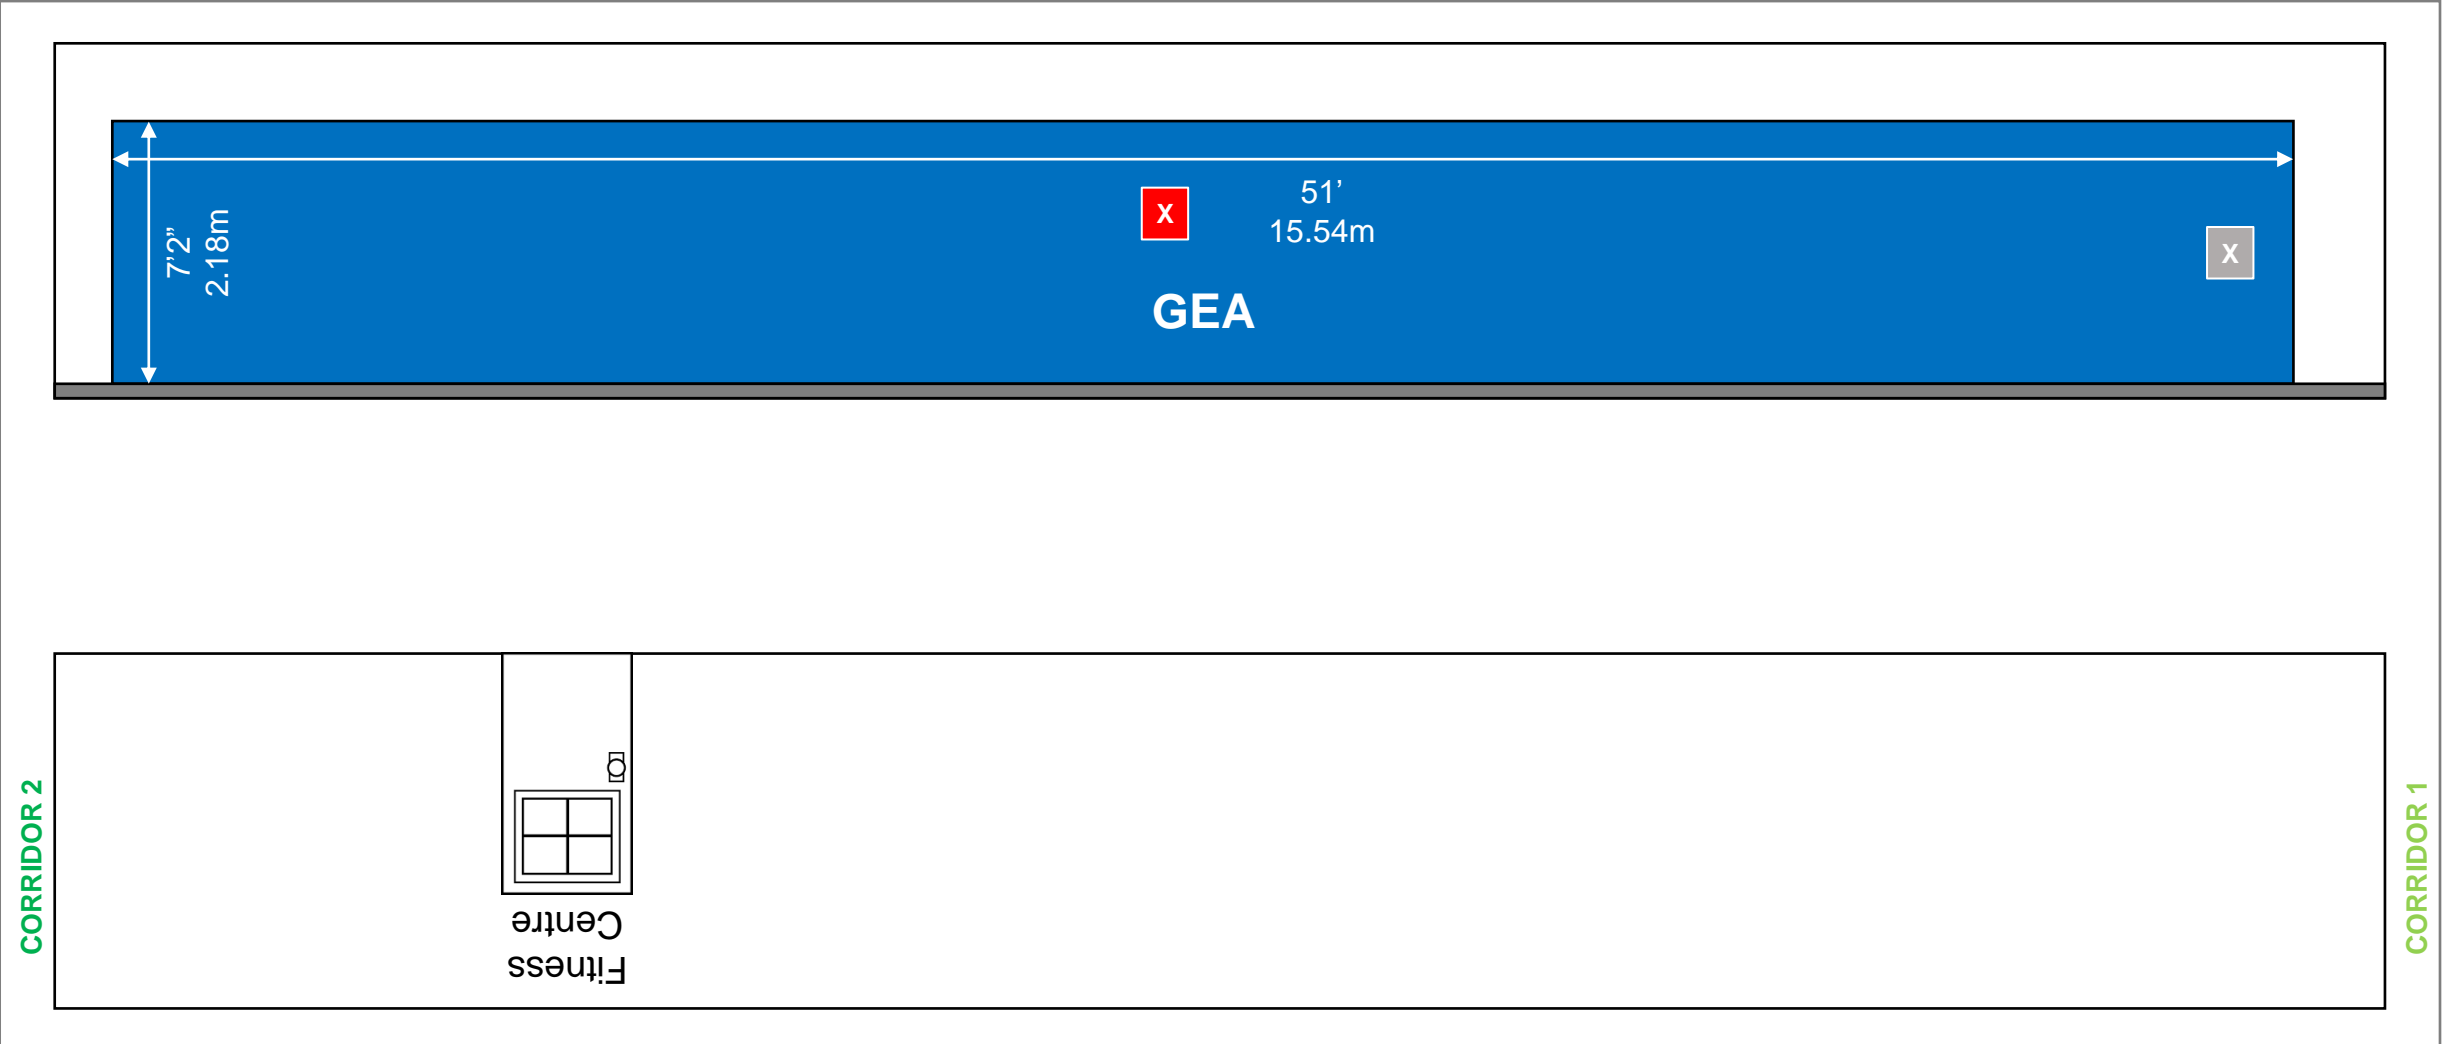 51’
15.54m
7’2”
2.18m
X
X
GEA
CORRIDOR 2
CORRIDOR 1
Fitness
Centre